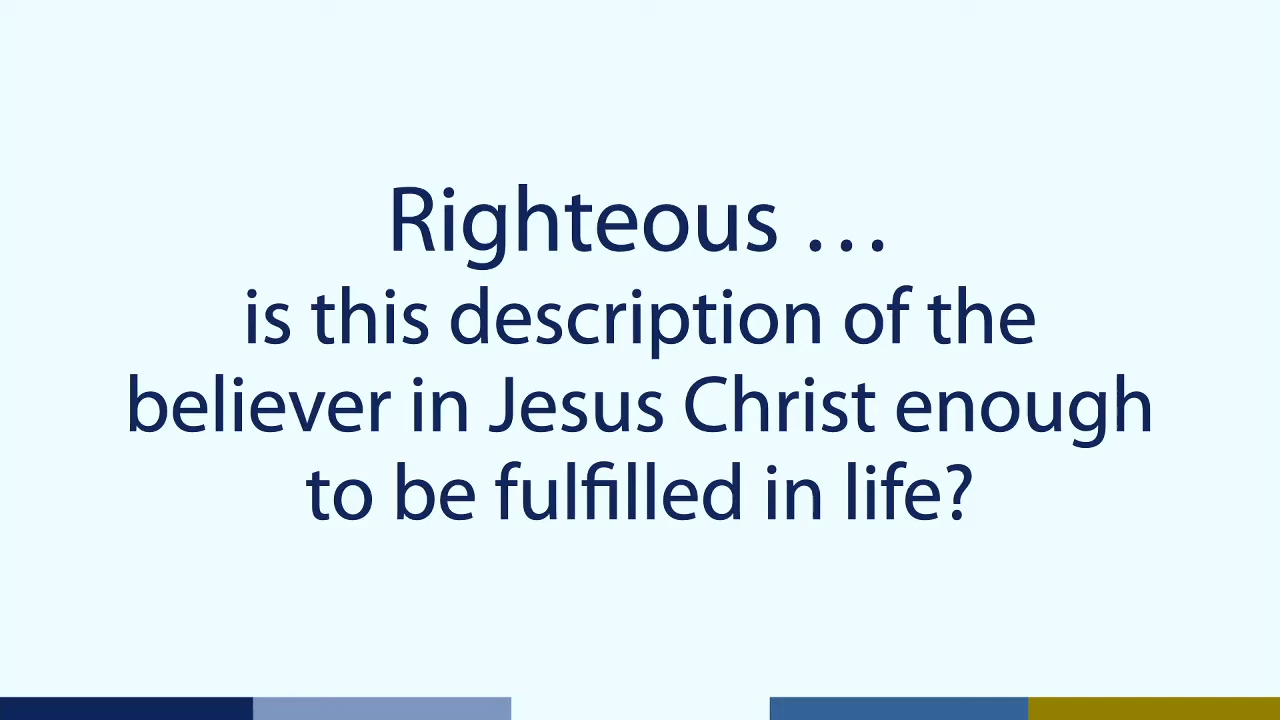 Righteous …
is this description of the
believer in Jesus Christ enough
to be fulfilled in life?